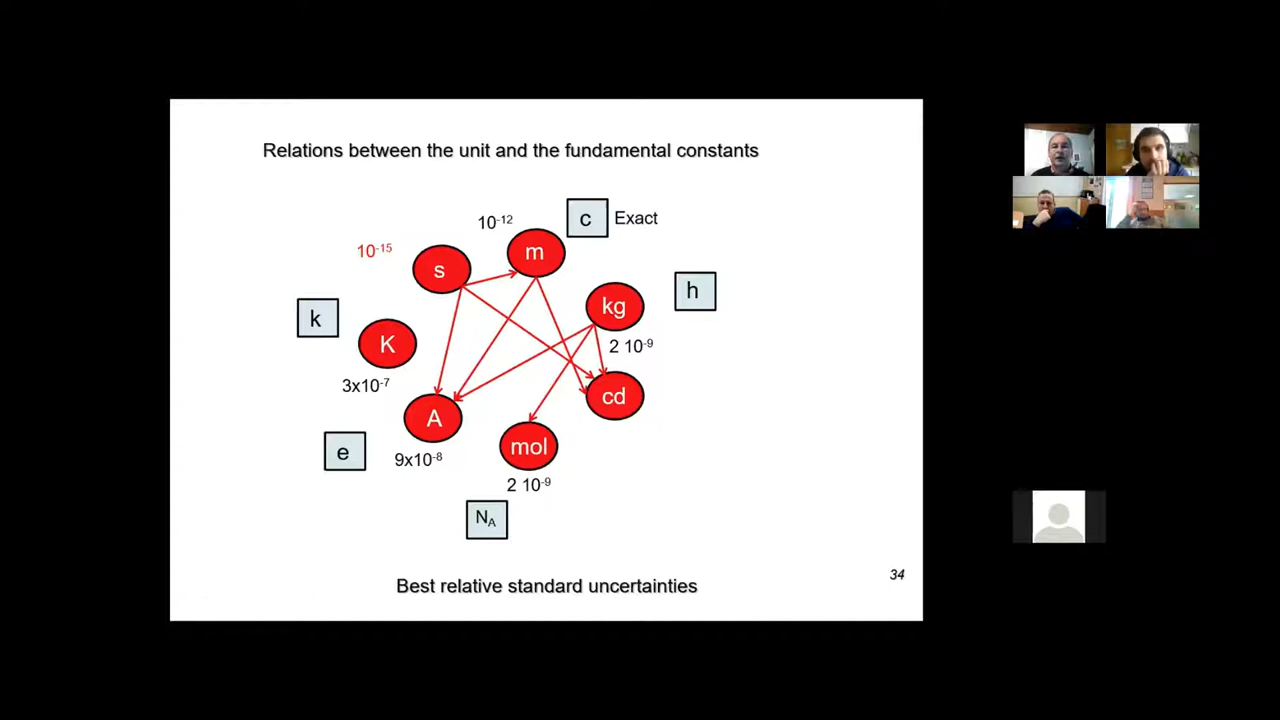 Relations between the unit and the fundamental constants
10-12
c
Exact
10-15
s
m
kg
h
k
K
2 10-9
3x10-7
cd
A
mol
e
9x10-8
2 10-9
NA
34
Best relative standard uncertainties